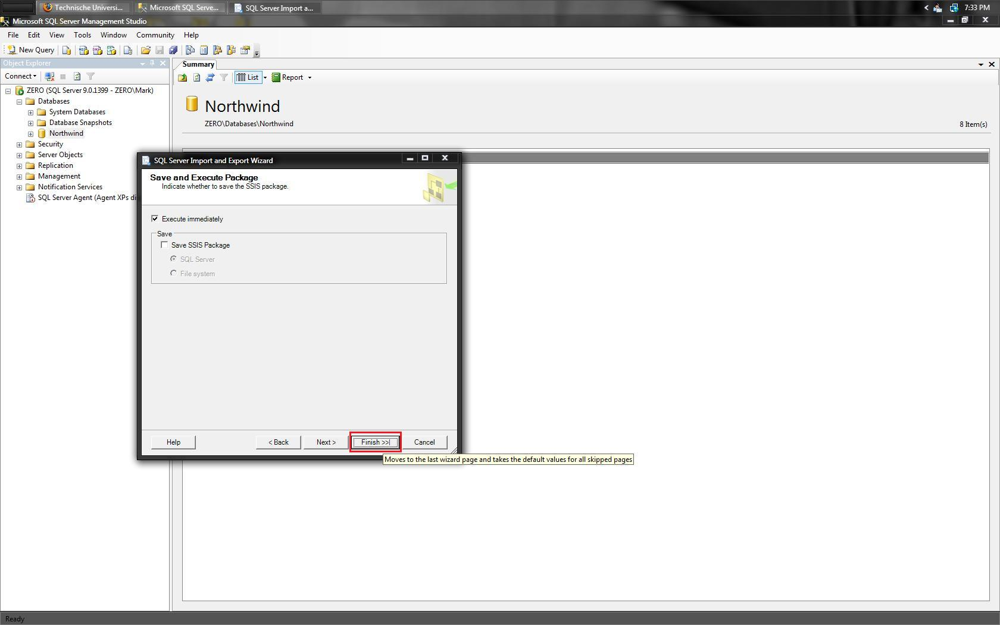 Technische Universi...
Microsoft SQL Serve...
SQL Server Import a...
7:33 PM
Microsoft SQL Server Management Studio
File Edit View Tools Window Community Help
New Query
Object Explorer
Connect
ZERO (SQL Server 9.0.1399 - ZERO\Mark)
Databases
System Databases
Database Snapshots
Northwind
Security
Server Objects
Replication
Management
Notification Services
SQL Server Agent (Agent XPs di
Summary
List
Report
Northwind
ZERO\Databases\Northwind
8 Item(s)
SQL Server Import and Export Wizard
Save and Execute Package
Indicate whether to save the SSIS package.
Execute immediately
Save
Save SSIS Package
SQL Server
File system
Help
< Back
Next >
Finish >>|
Cancel
Moves to the last wizard page and takes the default values for all skipped pages
Ready